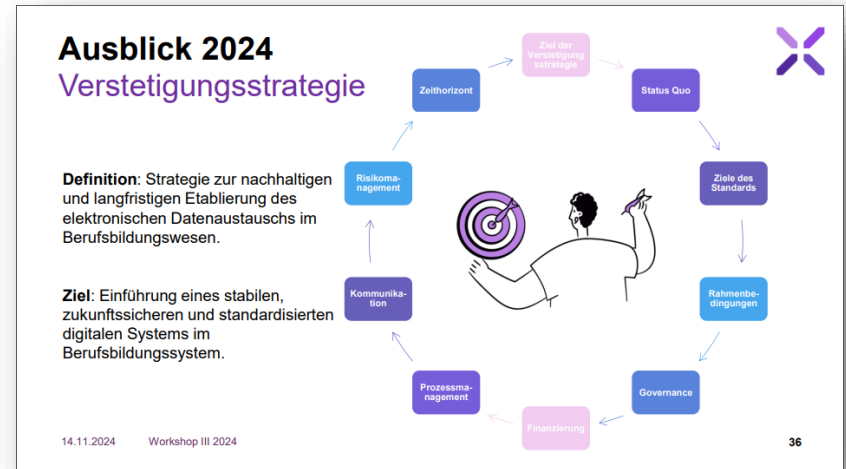 Ausblick 2024
Verstetigungsstrategie
Definition: Strategie zur nachhaltigen
und langfristigen Etablierung des
elektronischen Datenaustauschs im
Berufsbildungswesen.
Ziel: Einführung eines stabilen,
zukunftssicheren und standardisierten
digitalen Systems im
Berufsbildungssystem.
Ziel der
Verstetigung
sstrategie
Status Quo
Ziele des
Standards
Rahmenbe-
dingungen
Governance
Finanzierung
Prozessma-
nagement
Kommunika-
tion
Risikoma-
nagement
Zeithorizont
14.11.2024 Workshop III 2024
36